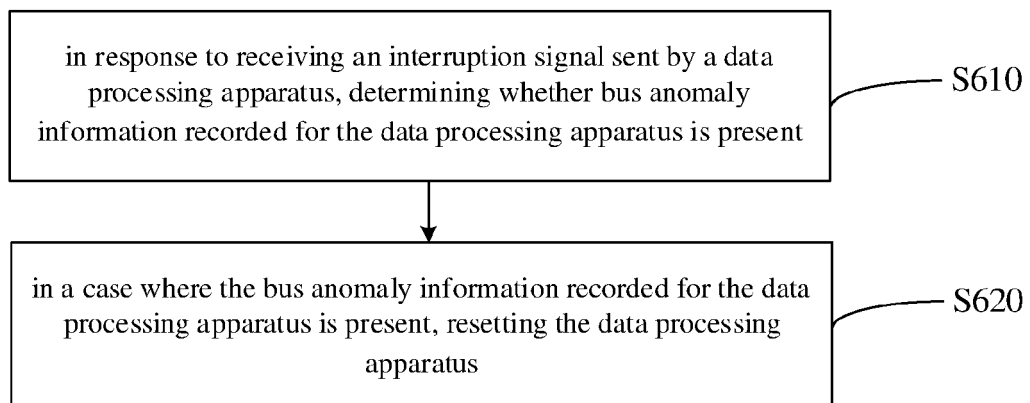 in response to receiving an interruption signal sent by a data
processing apparatus, determining whether bus anomaly
information recorded for the data processing apparatus is present
S610
in a case where the bus anomaly information recorded for the data
processing apparatus is present, resetting the data processing
apparatus
S620